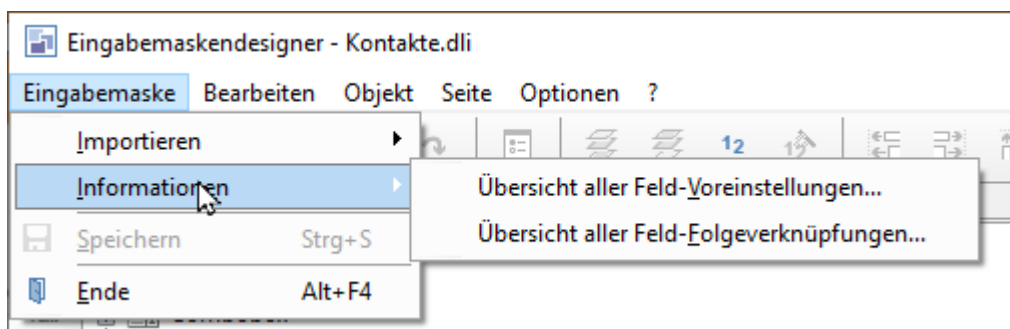 Eingabemaskendesigner - Kontakte.dli
Eingabemaske Bearbeiten Objekt Seite Optionen ?
Importieren
12
Informationen
Übersicht aller Feld-Voreinstellungen...
Übersicht aller Feld-Folgeverknüpfungen...
Speichern Strg+S
Ende Alt+F4